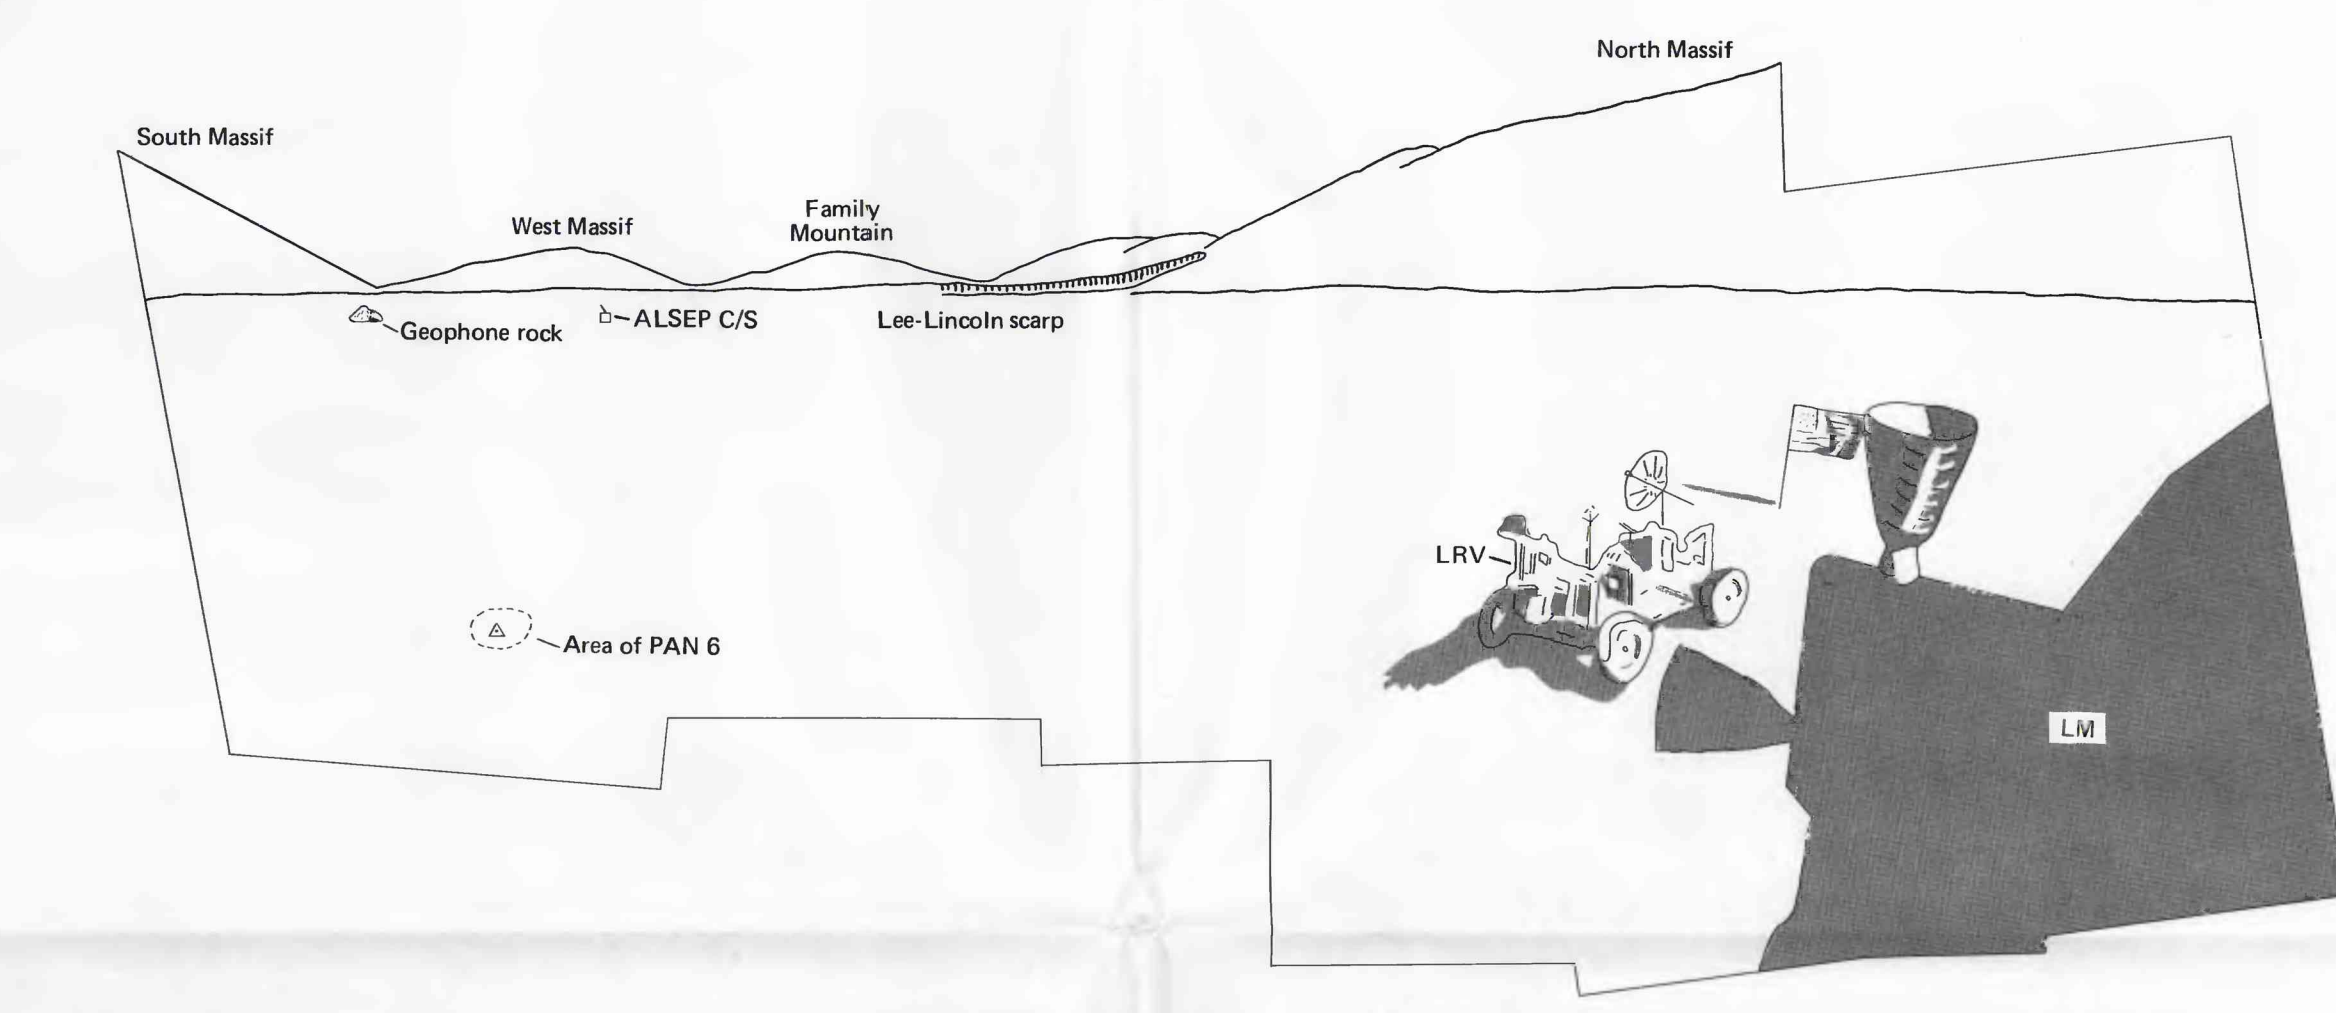 North Massif
South Massif
West Massif
Family
Mountain
Geophone rock
ALSEP C/S
Lee-Lincoln scarp
LRV
Area of PAN 6
LM